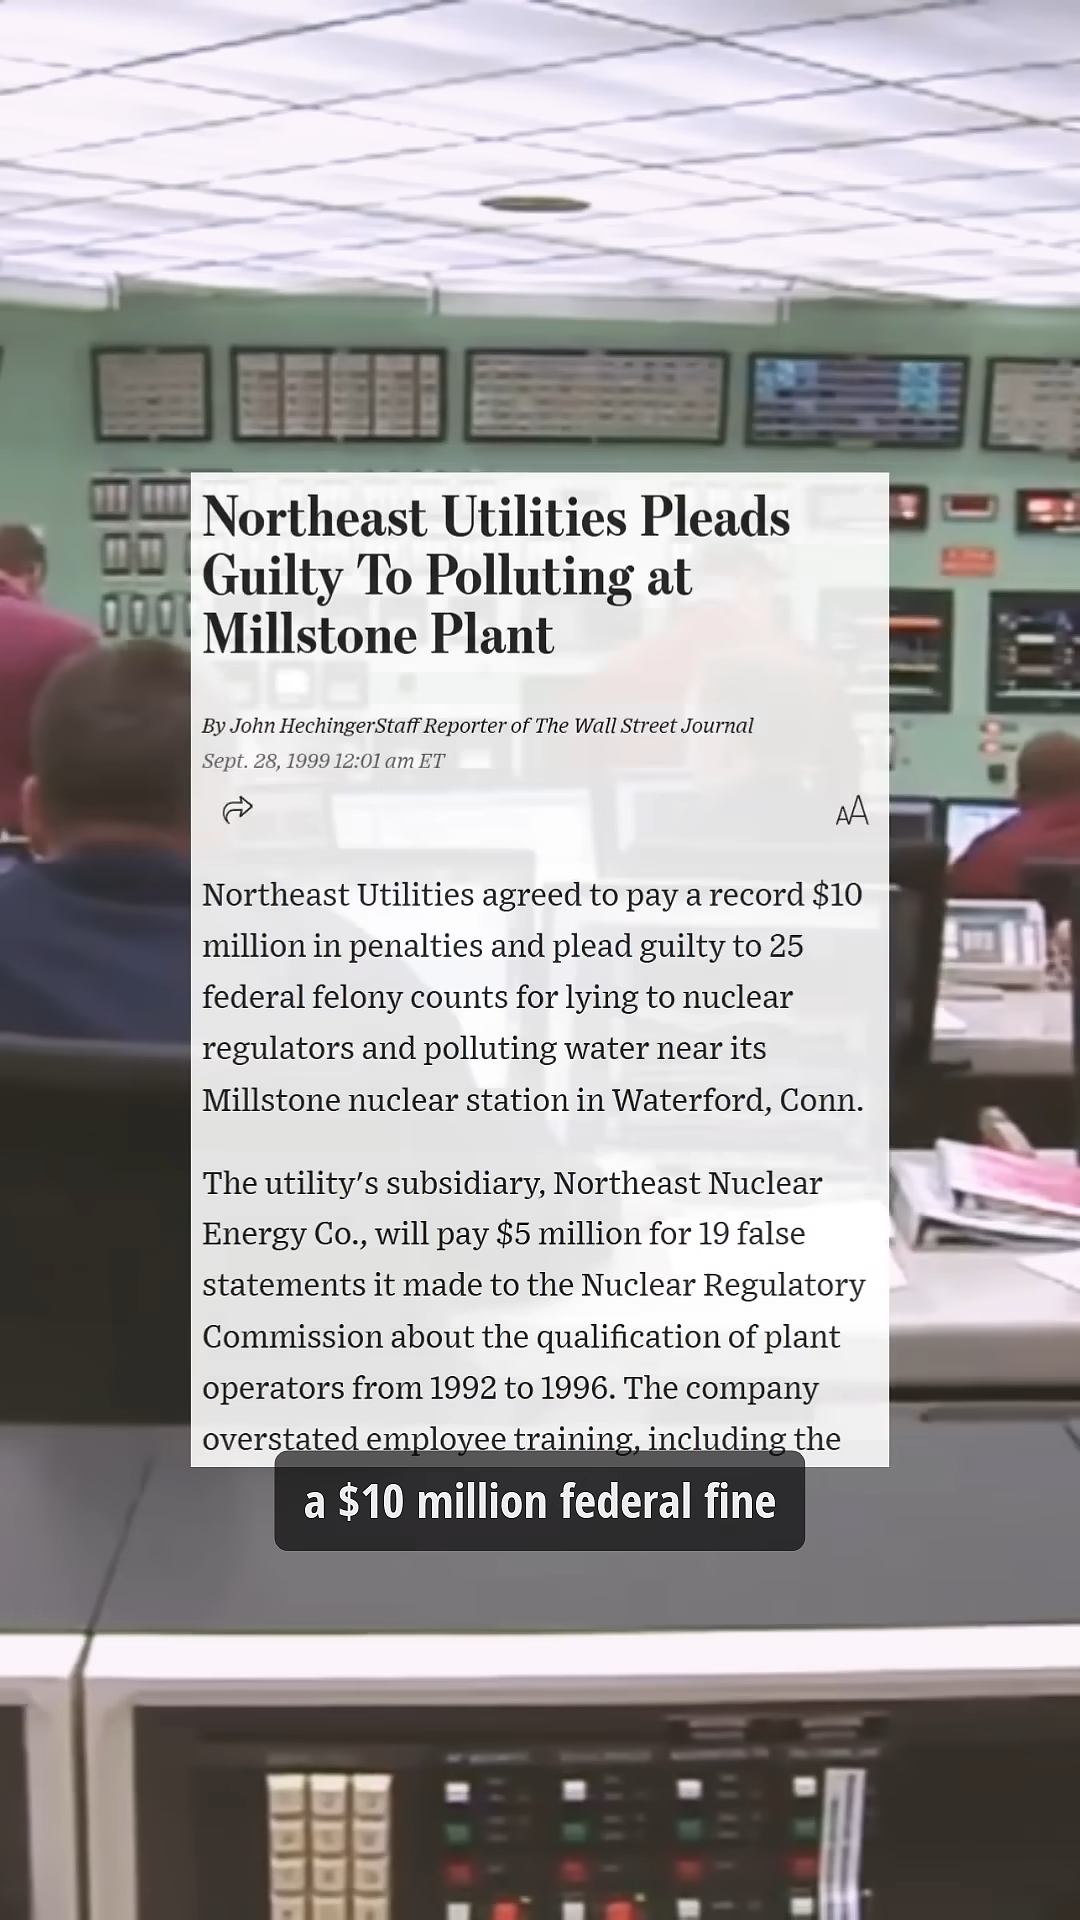 Northeast Utilities Pleads
Guilty To Polluting at
Millstone Plant
By John HechingerStaff Reporter of The Wall Street Journal
Sept. 28, 1999 12:01 am ET
AA
Northeast Utilities agreed to pay a record $10
million in penalties and plead guilty to 25
federal felony counts for lying to nuclear
regulators and polluting water near its
Millstone nuclear station in Waterford, Conn.
The utility's subsidiary, Northeast Nuclear
Energy Co., will pay $5 million for 19 false
statements it made to the Nuclear Regulatory
Commission about the qualification of plant
operators from 1992 to 1996. The company
overstated employee training, including the
a $10 million federal fine